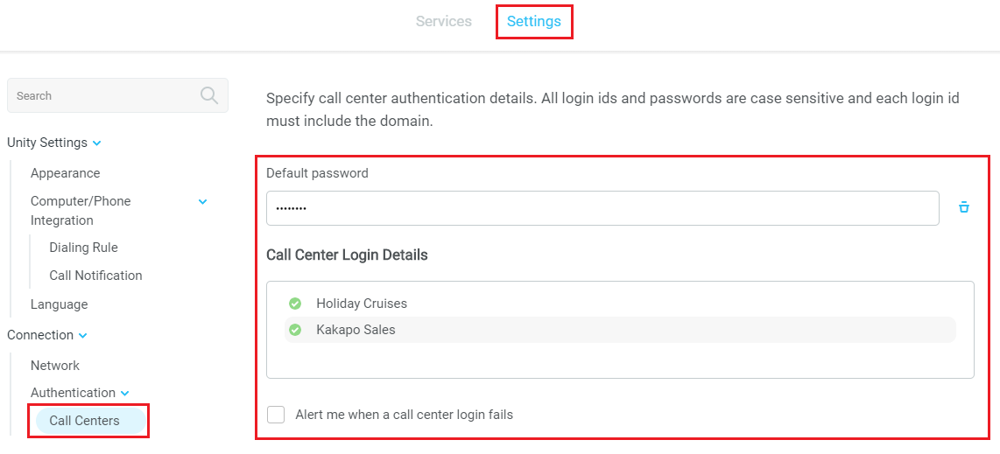 Services
Settings
Search
Unity Settings
Appearance
Computer/Phone
Integration
Dialing Rule
Call Notification
Language
Connection
Network
Authentication
Call Centers
Specify call center authentication details. All login ids and passwords are case sensitive and each login id
must include the domain.
Default password
••••••••
Call Center Login Details
Holiday Cruises
Kakapo Sales
Alert me when a call center login fails